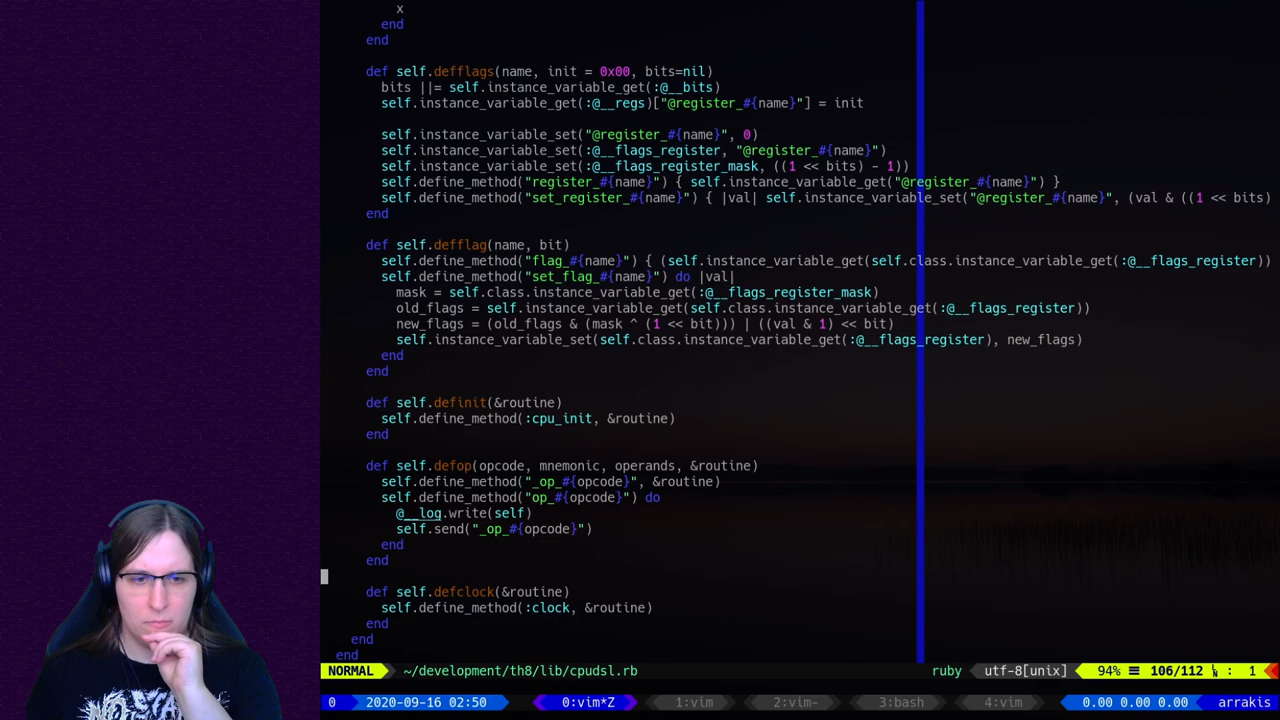 x
end
end
def self.defflags(name, init = 0x00, bits=nil)
bits ||= self.instance_variable_get(:@__bits)
self.instance_variable_get(:@__regs)["@register_#{name}"] = init
self.instance_variable_set("@register_#{name}", 0)
self.instance_variable_set(:@__flags_register, "@register_#{name}")
self.instance_variable_set(:@__flags_register_mask, ((1 << bits) - 1))
self.define_method("register_#{name}") { self.instance_variable_get("@register_#{name}") }
self.define_method("set_register_#{name}") { |val| self.instance_variable_set("@register_#{name}", (val & ((1 << bits)
end
def self.defflag(name, bit)
self.define_method("flag_#{name}") { (self.instance_variable_get(self.class.instance_variable_get(:@__flags_register))
self.define_method("set_flag_#{name}") do |val|
mask = self.class.instance_variable_get(:@__flags_register_mask)
old_flags = self.instance_variable_get(self.class.instance_variable_get(:@__flags_register))
new_flags = (old_flags & (mask ^ (1 << bit))) | ((val & 1) << bit)
self.instance_variable_set(self.class.instance_variable_get(:@__flags_register), new_flags)
end
end
def self.definit(&routine)
self.define_method(:cpu_init, &routine)
end
def self.defop(opcode, mnemonic, operands, &routine)
self.define_method("_op_#{opcode}", &routine)
self.define_method("op_#{opcode}") do
@__log.write(self)
self.send("_op_#{opcode}")
end
end
def self.defclock(&routine)
self.define_method(:clock, &routine)
end
end
end
NORMAL ~/development/th8/lib/cpudsl.rb ruby utf-8[unix] 94% ☰ 106/112 ㏑ : 1
0 2020-09-16 02:50 0:vim*Z 1:vim 2:vim- 3:bash 4:vim 0.00 0.00 0.00 arrakis